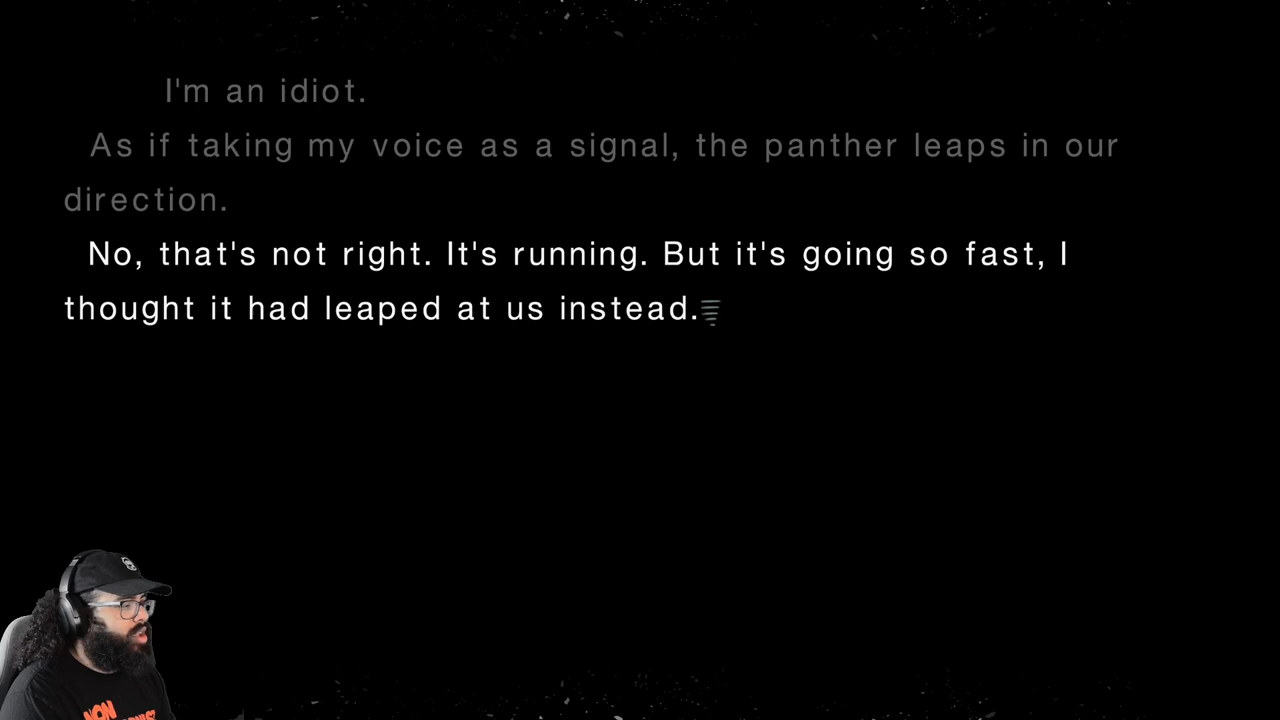 I'm an idiot.
As if taking my voice as a signal, the panther leaps in our
direction.
No, that's not right. It's running. But it's going so fast, I
thought it had leaped at us instead.
NON